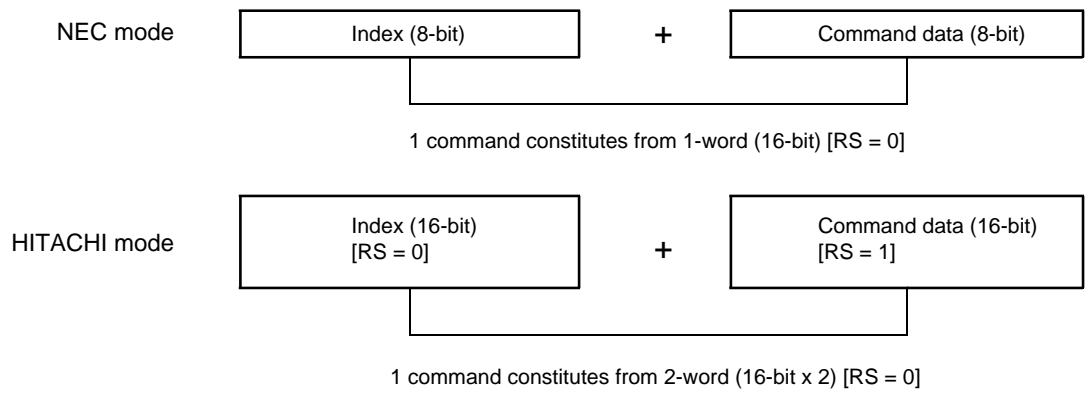 NEC mode
Index (8-bit)
+
Command data (8-bit)
1 command constitutes from 1-word (16-bit) [RS = 0]
HITACHI mode
Index (16-bit)
[RS = 0]
+
Command data (16-bit)
[RS = 1]
1 command constitutes from 2-word (16-bit x 2) [RS = 0]